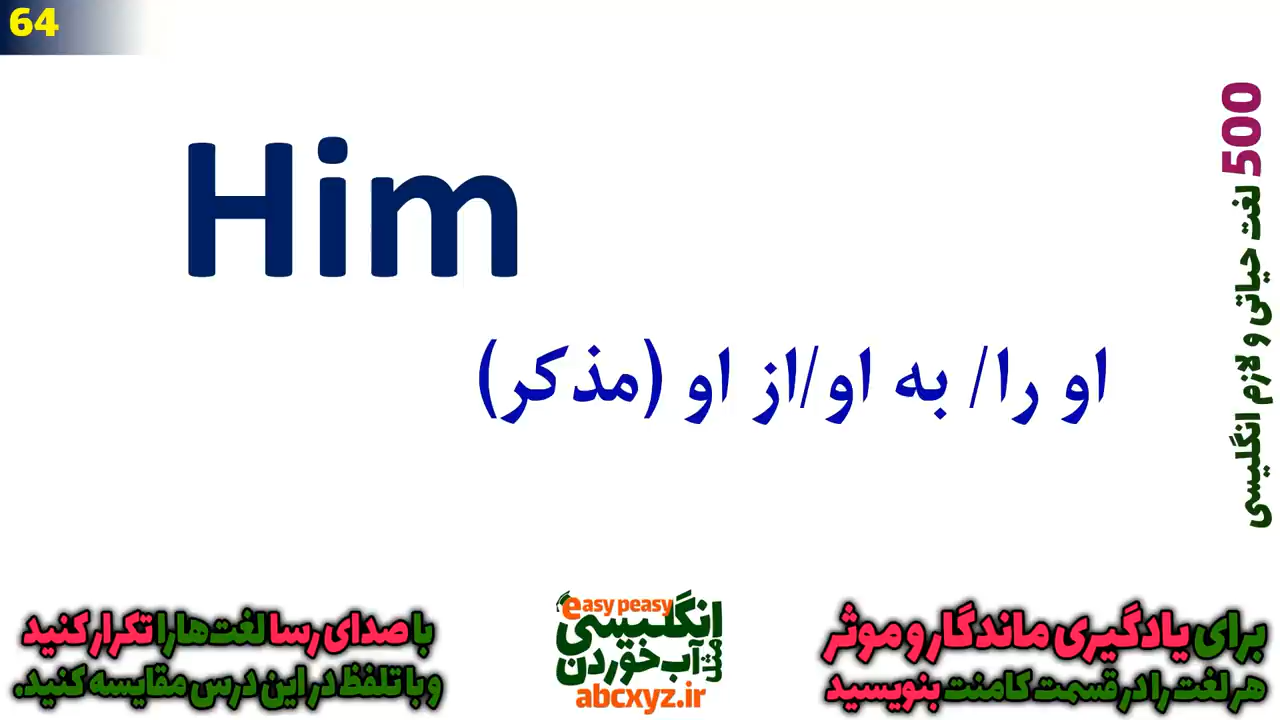 64
Him
او را/ به او/از او (مذکر)
500 لغت حیاتی و لازم انگلیسی
با صدای رسا لغت‌ها را تکرار کنید
و با تلفظ در این درس مقایسه کنید.
easy peasy
انگلیسی
مثل آب خوردن
abcxyz.ir
برای یادگیری ماندگار و موثر
هر لغت را در قسمت کامنت بنویسید